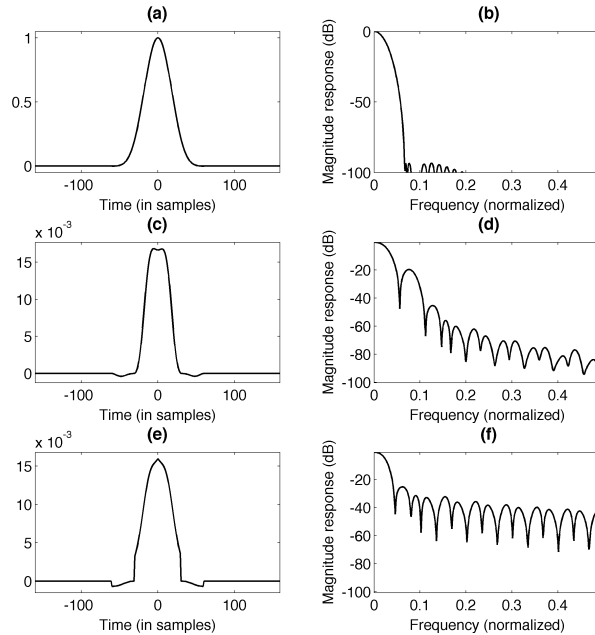 (a)
1
0.5
0
-100 0 100
Time (in samples)
(b)
Magnitude response (dB)
0
-50
-100
0 0.1 0.2 0.3 0.4
Frequency (normalized)
(c)
x 10⁻³
15
10
5
0
-100 0 100
Time (in samples)
(d)
Magnitude response (dB)
-20
-40
-60
-80
-100
0 0.1 0.2 0.3 0.4
Frequency (normalized)
(e)
x 10⁻³
15
10
5
0
-100 0 100
Time (in samples)
(f)
Magnitude response (dB)
-20
-40
-60
-80
-100
0 0.1 0.2 0.3 0.4
Frequency (normalized)